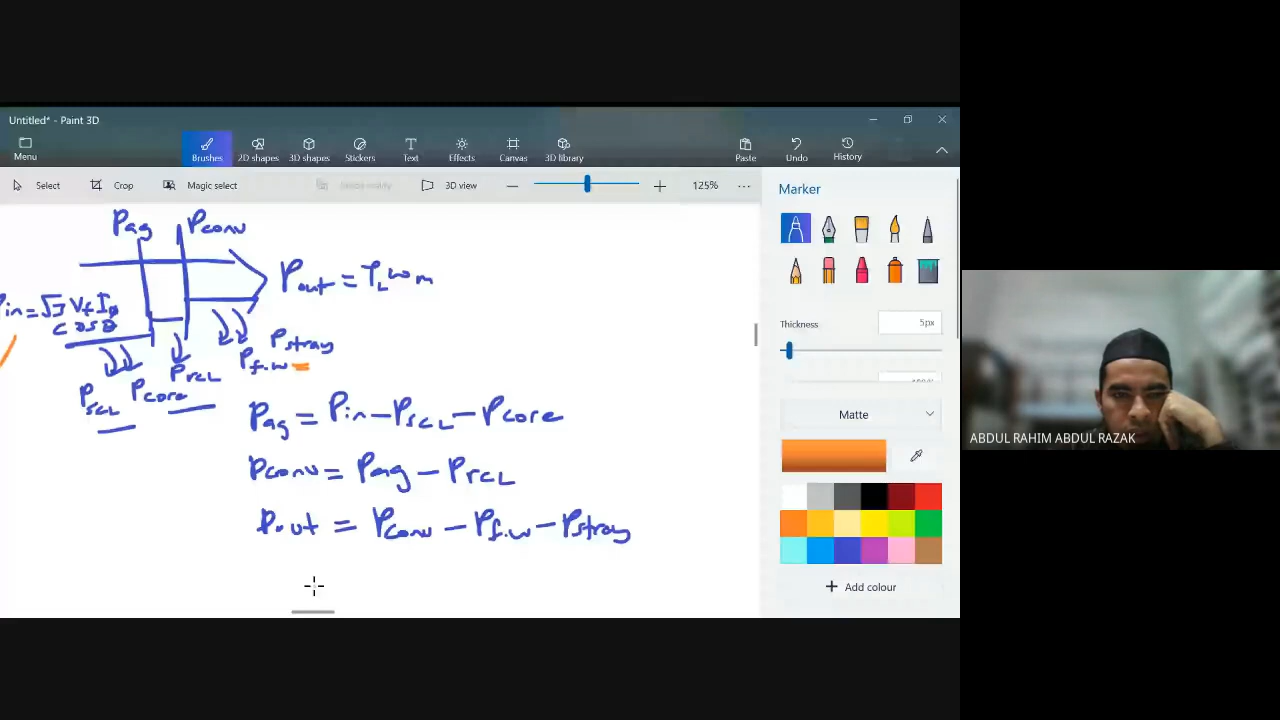 Untitled* - Paint 3D
Menu
Brushes 2D shapes 3D shapes Stickers Text Effects Canvas 3D library Paste Undo History
Select Crop Magic select 3D view 125%
Marker
Pag Pconv
Pout = τL ωm
Pin = √3 VT Iφ
cosθ
Pstray
Pf.w
PRCL
Pcore
PSCL
Pag = Pin - PSCL - Pcore
Pconv = Pag - PRCL
Pout = Pconv - Pf.w - Pstray
Thickness 5px
Matte
Add colour
ABDUL RAHIM ABDUL RAZAK